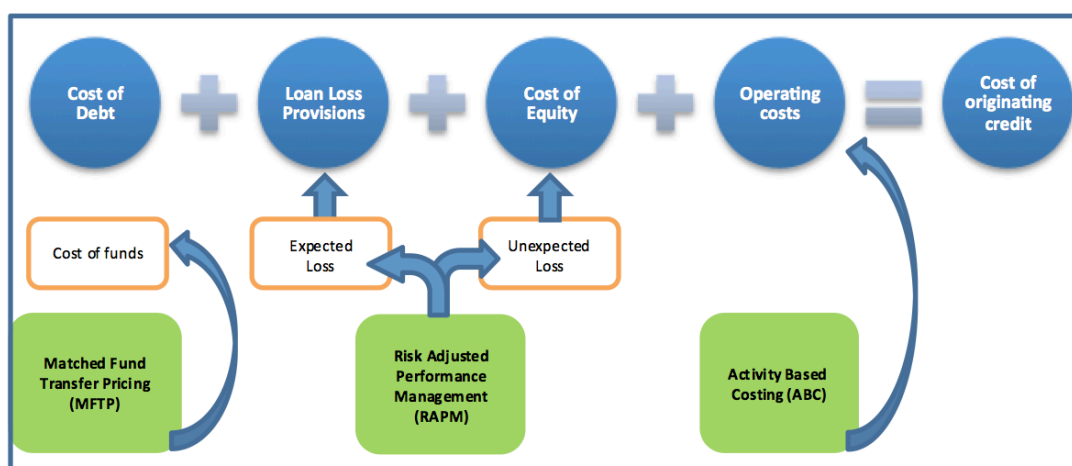 Cost of
Debt
Loan Loss
Provisions
Cost of
Equity
Operating
costs
Cost of
originating
credit
Cost of funds
Expected
Loss
Unexpected
Loss
Matched Fund
Transfer Pricing
(MFTP)
Risk Adjusted
Performance
Management
(RAPM)
Activity Based
Costing (ABC)